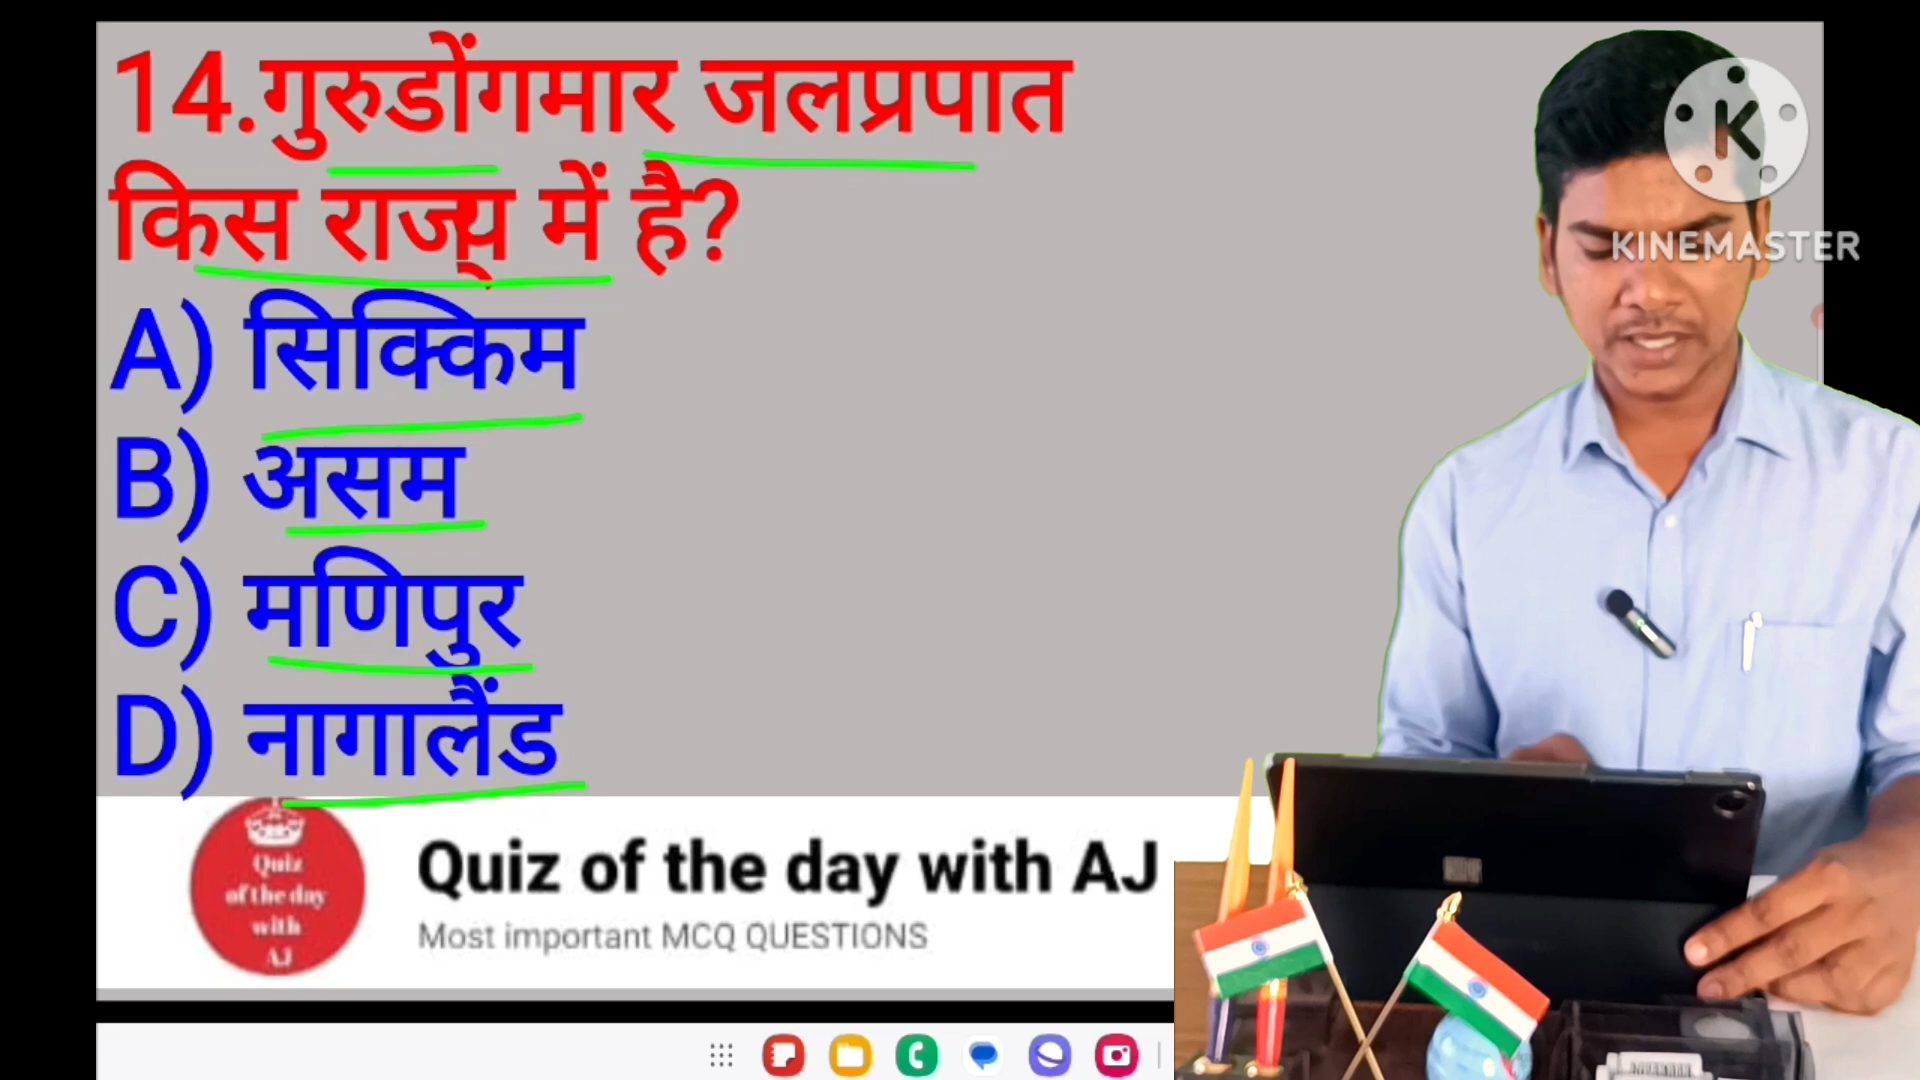 14.गुरुडोंगमार जलप्रपात
किस राज्य् में है?
A) सिक्किम
B) असम
C) मणिपुर
D) नागालैंड
K
KINEMASTER
Quiz
of the day
with
AJ
Quiz of the day with AJ
Most important MCQ QUESTIONS